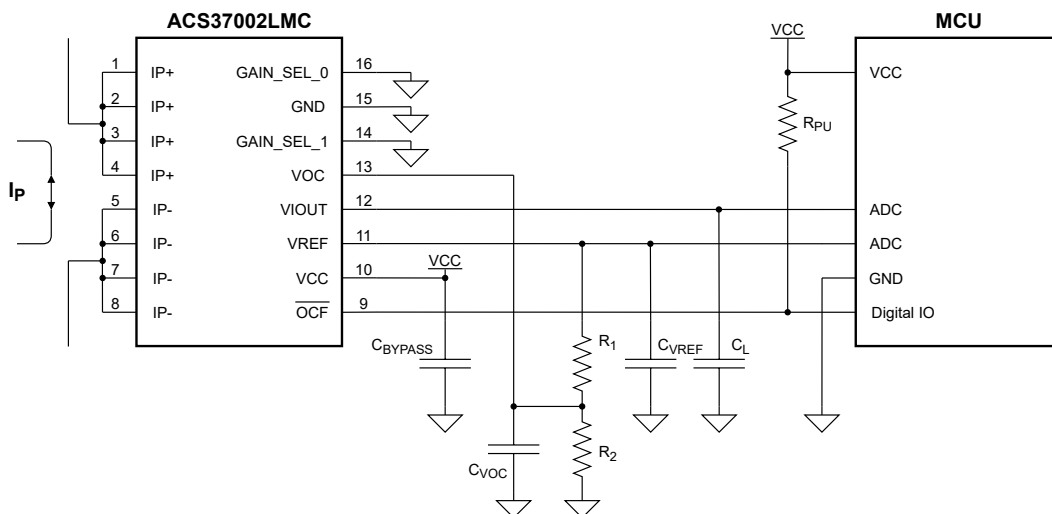 ACS37002LMC
MCU
1 IP+ GAIN_SEL_0 16
2 IP+ GND 15
3 IP+ GAIN_SEL_1 14
4 IP+ VOC 13
5 IP- VIOUT 12
6 IP- VREF 11
7 IP- VCC 10
8 IP- OCF 9
IP
VCC
CBYPASS
CVOC
R1
R2
CVREF
CL
VCC
RPU
VCC
ADC
ADC
GND
Digital IO